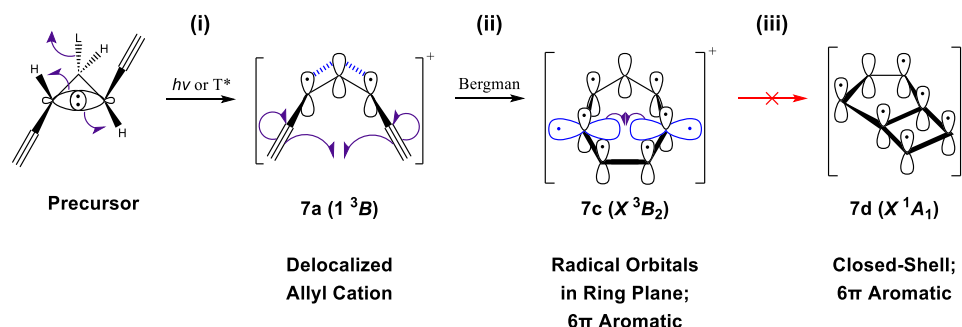 (i)
(ii)
(iii)
L
H
H
H
hν or T*
+
Bergman
+
Precursor
7a (1 ³B)
7c (X ³B₂)
7d (X ¹A₁)
Delocalized
Allyl Cation
Radical Orbitals
in Ring Plane;
6π Aromatic
Closed-Shell;
6π Aromatic